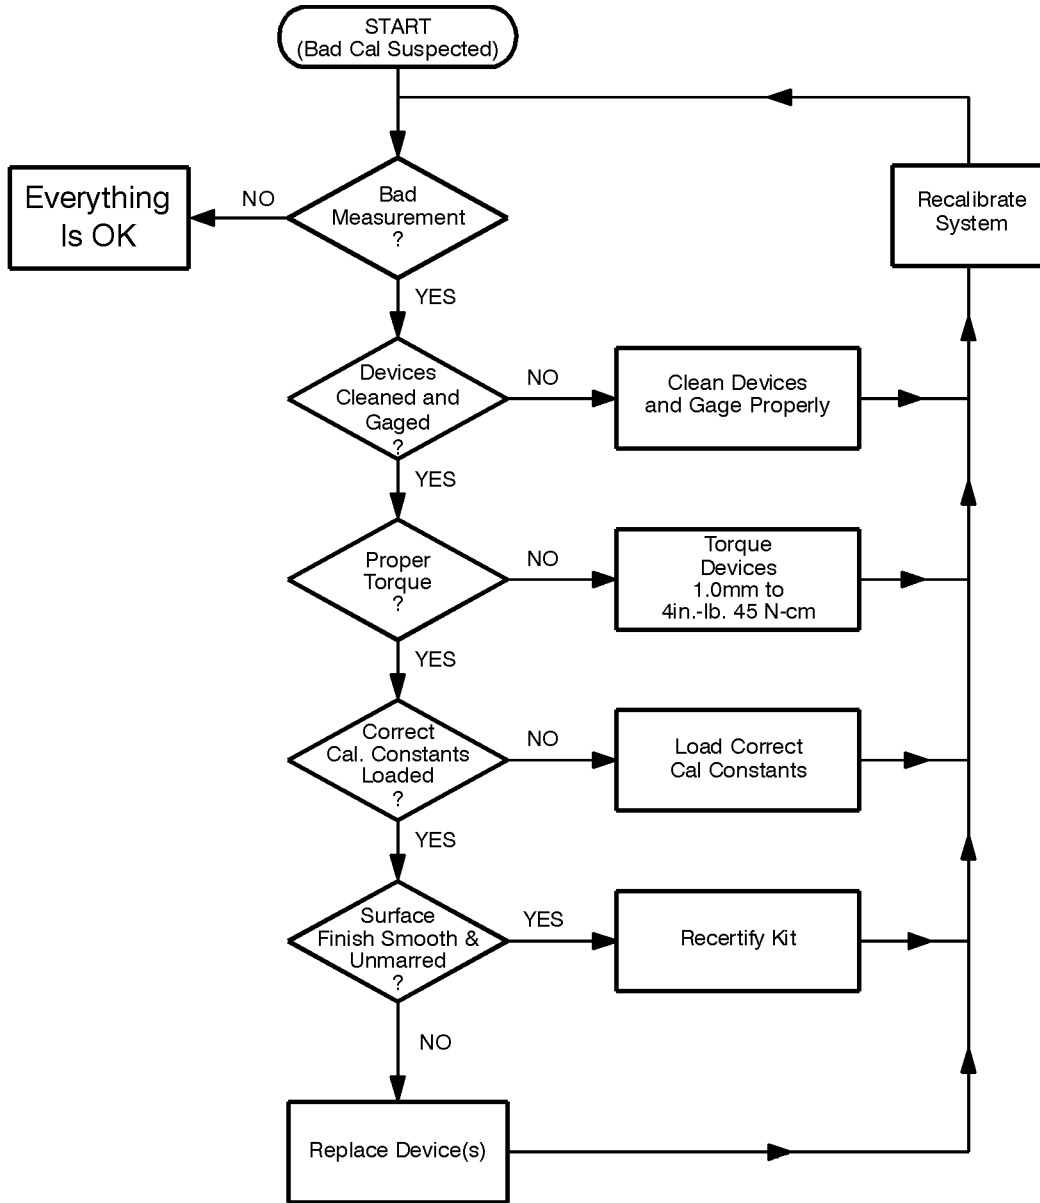 START
(Bad Cal Suspected)
Everything
Is OK
NO
Bad
Measurement
?
Recalibrate
System
YES
Devices
Cleaned and
Gaged
?
NO
Clean Devices
and Gage Properly
YES
Proper
Torque
?
NO
Torque
Devices
1.0mm to
4in.-lb. 45 N-cm
YES
Correct
Cal. Constants
Loaded
?
NO
Load Correct
Cal Constants
YES
Surface
Finish Smooth &
Unmarred
?
YES
Recertify Kit
NO
Replace Device(s)